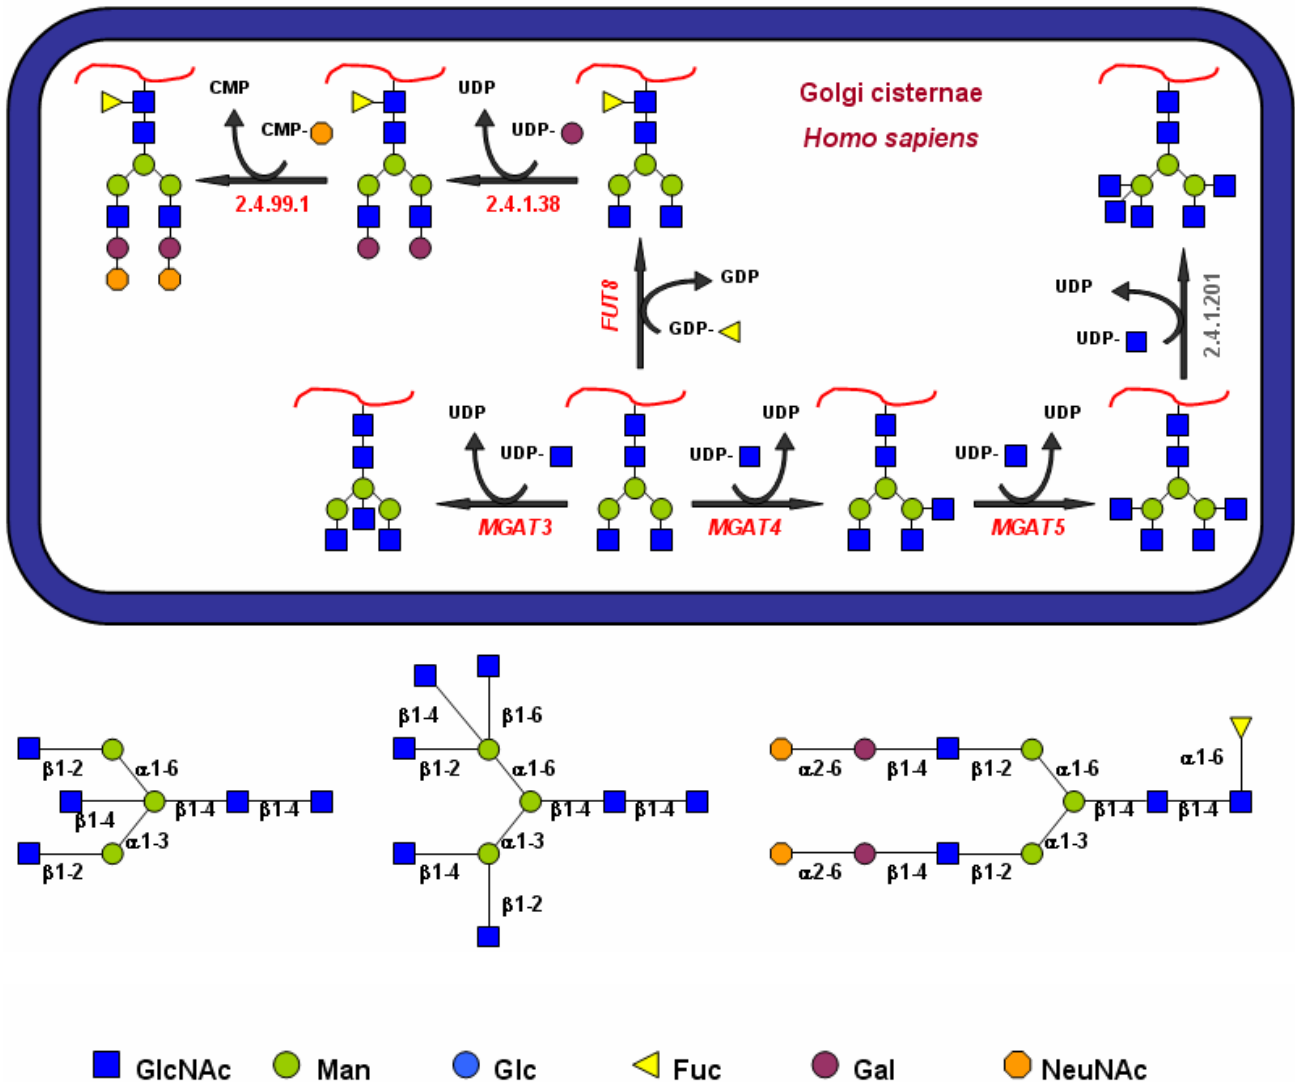 Golgi cisternae
Homo sapiens
CMP
CMP-
2.4.99.1
UDP
UDP-
2.4.1.38
FUT8
GDP
GDP-
UDP
UDP-
2.4.1.201
UDP
UDP-
MGAT3
UDP
UDP-
MGAT4
UDP
UDP-
MGAT5
β1-2
α1-6
β1-4
β1-4
β1-4
α1-3
β1-2
β1-4
β1-6
β1-2
α1-6
β1-4
β1-4
α1-3
β1-4
β1-2
α2-6
β1-4
β1-2
α1-6
α1-6
β1-4
β1-4
α1-3
α2-6
β1-4
β1-2
GlcNAc
Man
Glc
Fuc
Gal
NeuNAc